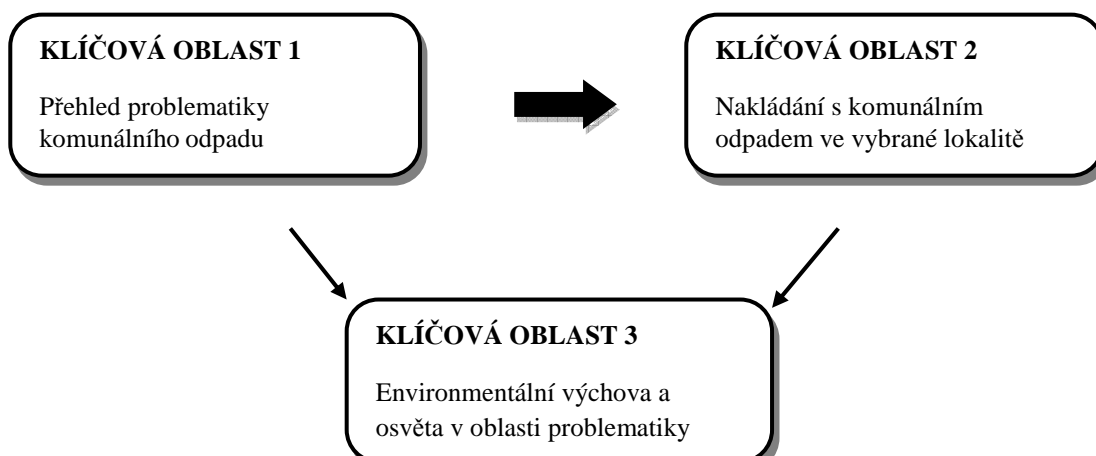 KLÍČOVÁ OBLAST 1
Přehled problematiky
komunálního odpadu
KLÍČOVÁ OBLAST 2
Nakládání s komunálním
odpadem ve vybrané lokalitě
KLÍČOVÁ OBLAST 3
Environmentální výchova a
osvěta v oblasti problematiky